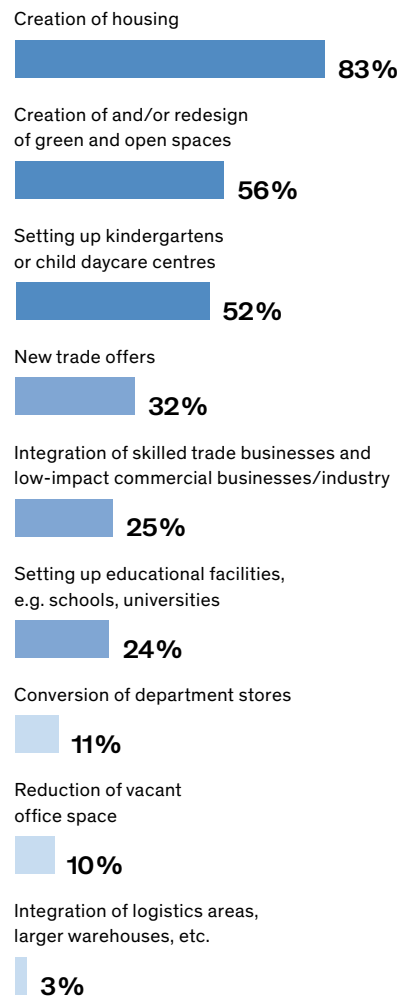 Creation of housing
83%
Creation of and/or redesign
of green and open spaces
56%
Setting up kindergartens
or child daycare centres
52%
New trade offers
32%
Integration of skilled trade businesses and
low-impact commercial businesses/industry
25%
Setting up educational facilities,
e.g. schools, universities
24%
Conversion of department stores
11%
Reduction of vacant
office space
10%
Integration of logistics areas,
larger warehouses, etc.
3%